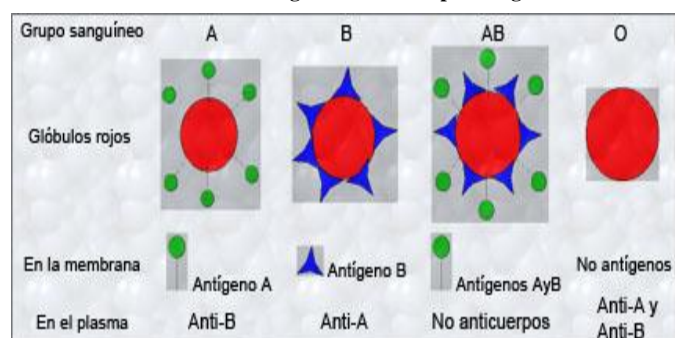 Grupo sanguíneo A B AB O
Glóbulos rojos
En la membrana Antígeno A Antígeno B Antígenos AyB No antígenos
En el plasma Anti-B Anti-A No anticuerpos Anti-A y
Anti-B